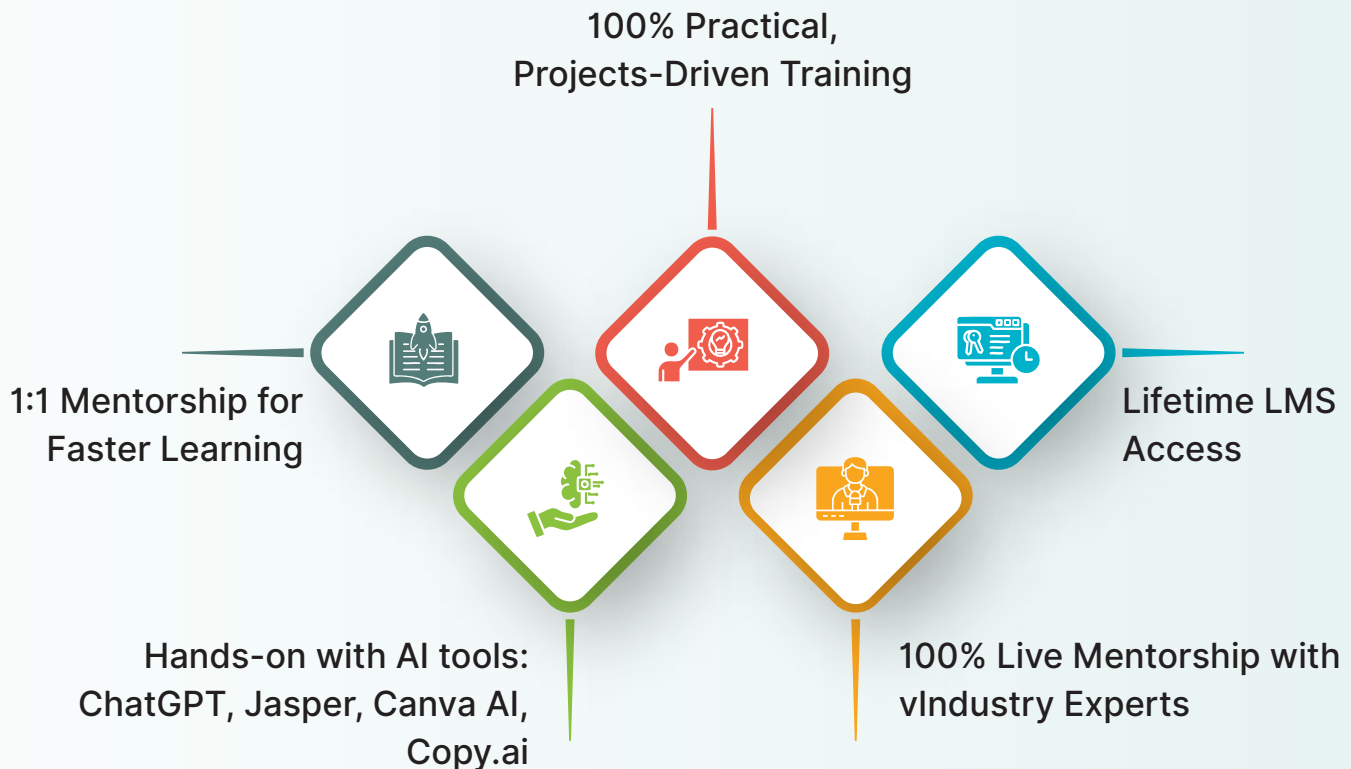 100% Practical,
Projects-Driven Training
1:1 Mentorship for
Faster Learning
Lifetime LMS
Access
Hands-on with AI tools:
ChatGPT, Jasper, Canva AI,
Copy.ai
100% Live Mentorship with
vIndustry Experts